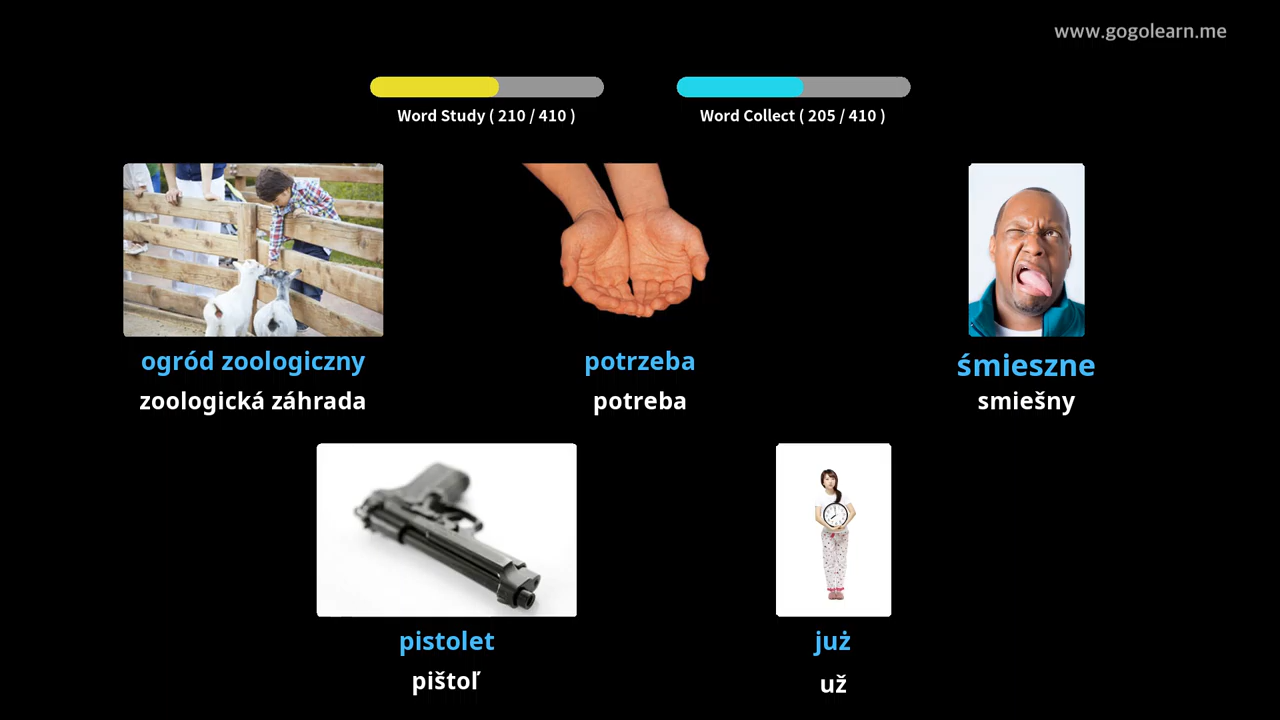 www.gogolearn.me
Word Study ( 210 / 410 )
Word Collect ( 205 / 410 )
ogród zoologiczny
zoologická záhrada
potrzeba
potreba
śmieszne
smiešny
pistolet
pištoľ
już
už